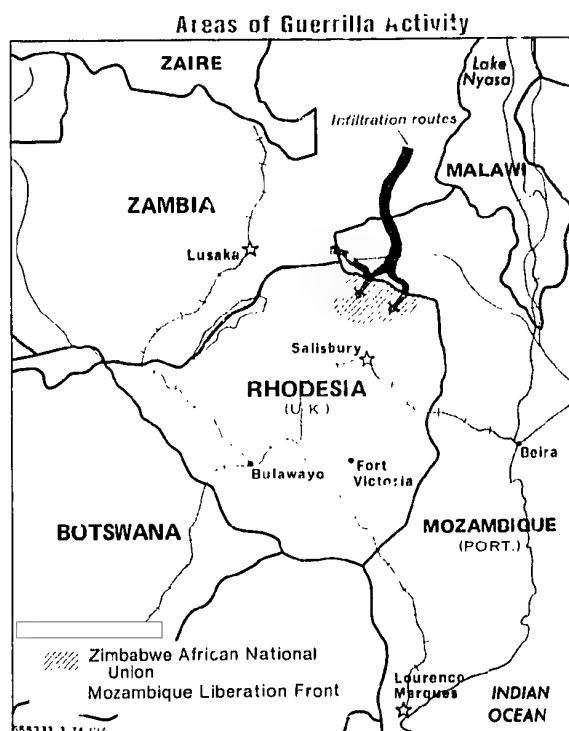 Areas of Guerrilla Activity
ZAIRE
Lake
Nyasa
Infiltration routes
MALAWI
ZAMBIA
Lusaka
Salisbury
RHODESIA
(U.K.)
Beira
Bulawayo
Fort
Victoria
MOZAMBIQUE
(PORT.)
BOTSWANA
Zimbabwe African National
Union
Mozambique Liberation Front
Lourenco
Marques
INDIAN
OCEAN